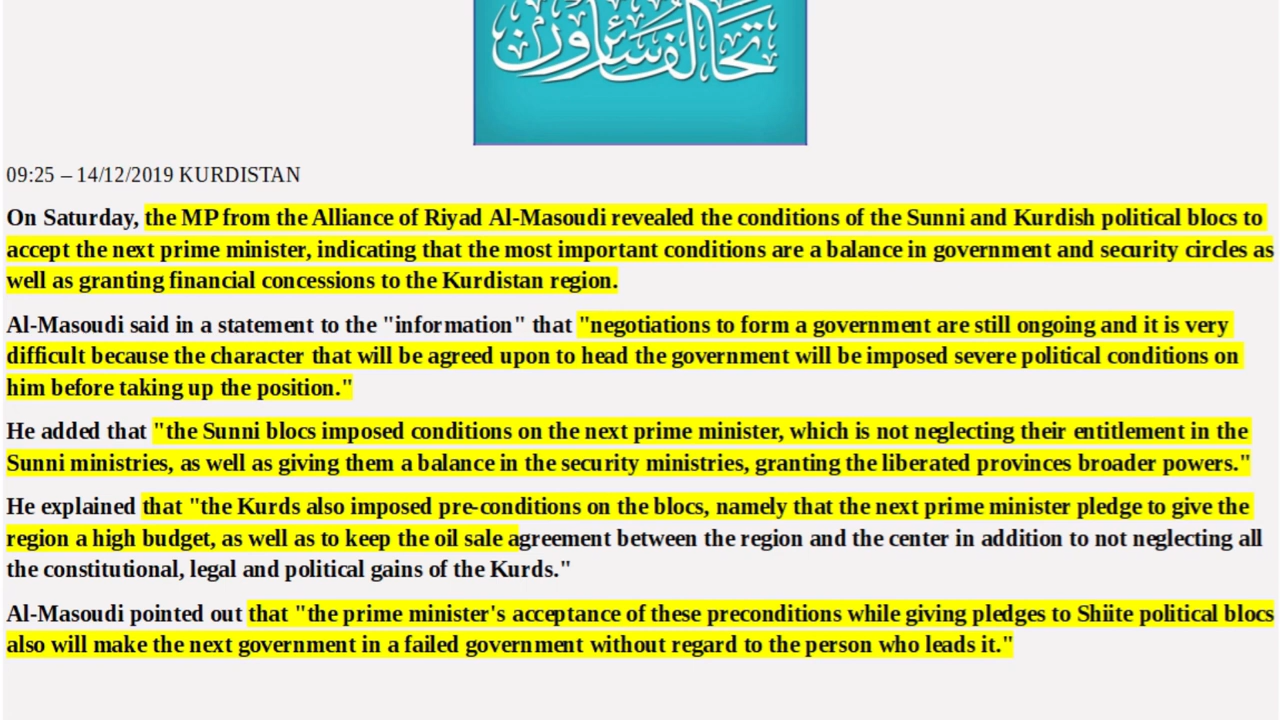 تحالف سائرون
09:25 – 14/12/2019 KURDISTAN
On Saturday, the MP from the Alliance of Riyad Al-Masoudi revealed the conditions of the Sunni and Kurdish political blocs to
accept the next prime minister, indicating that the most important conditions are a balance in government and security circles as
well as granting financial concessions to the Kurdistan region.
Al-Masoudi said in a statement to the "information" that "negotiations to form a government are still ongoing and it is very
difficult because the character that will be agreed upon to head the government will be imposed severe political conditions on
him before taking up the position."
He added that "the Sunni blocs imposed conditions on the next prime minister, which is not neglecting their entitlement in the
Sunni ministries, as well as giving them a balance in the security ministries, granting the liberated provinces broader powers."
He explained that "the Kurds also imposed pre-conditions on the blocs, namely that the next prime minister pledge to give the
region a high budget, as well as to keep the oil sale agreement between the region and the center in addition to not neglecting all
the constitutional, legal and political gains of the Kurds."
Al-Masoudi pointed out that "the prime minister's acceptance of these preconditions while giving pledges to Shiite political blocs
also will make the next government in a failed government without regard to the person who leads it."